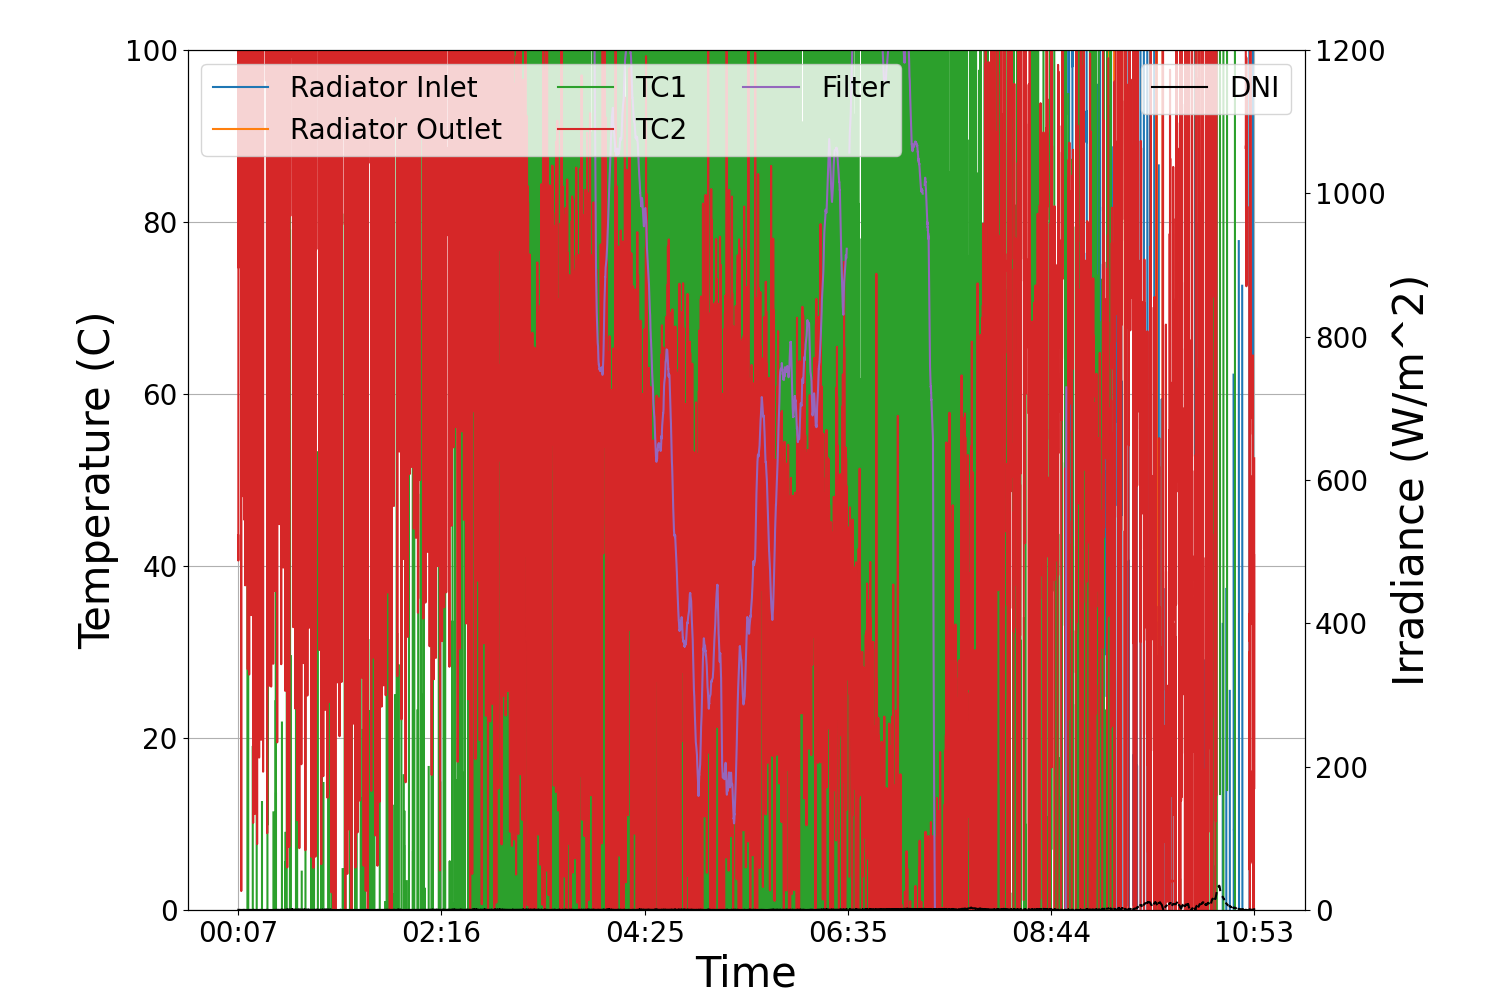 100
80
60
40
20
0
Temperature (C)
Radiator Inlet
Radiator Outlet
TC1
TC2
Filter
DNI
1200
1000
800
600
400
200
0
Irradiance (W/m^2)
00:07
02:16
04:25
06:35
08:44
10:53
Time